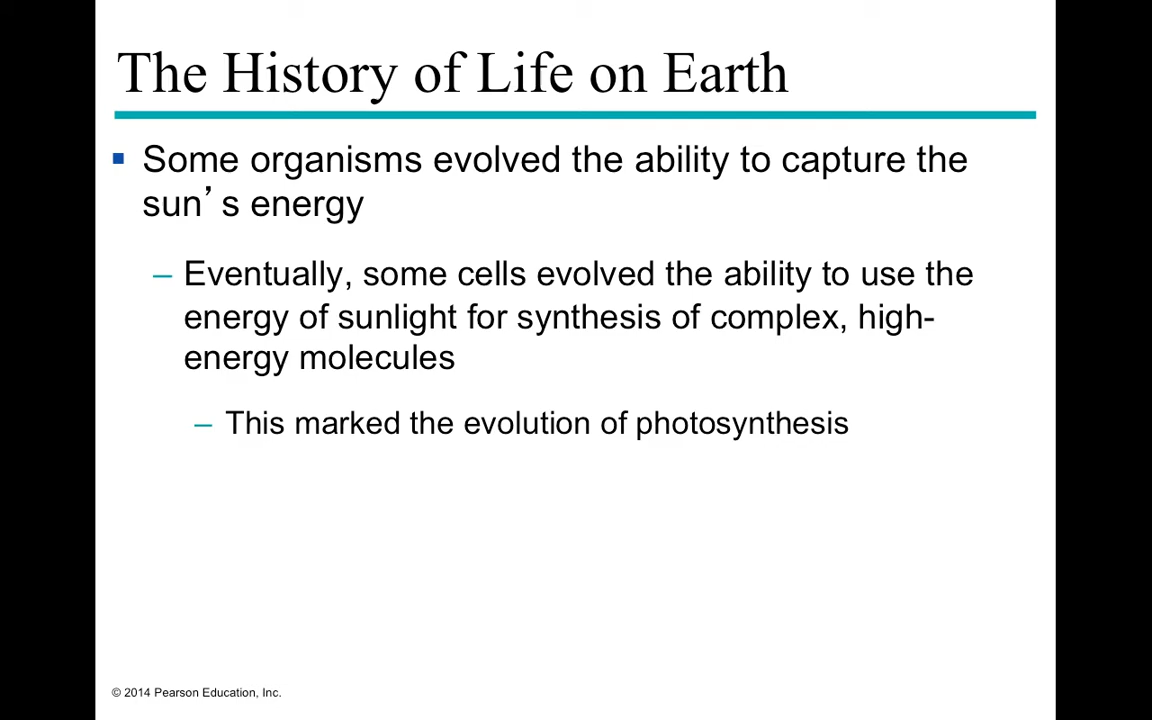 The History of Life on Earth
▪ Some organisms evolved the ability to capture the
sun’s energy
– Eventually, some cells evolved the ability to use the
energy of sunlight for synthesis of complex, high-
energy molecules
– This marked the evolution of photosynthesis
© 2014 Pearson Education, Inc.